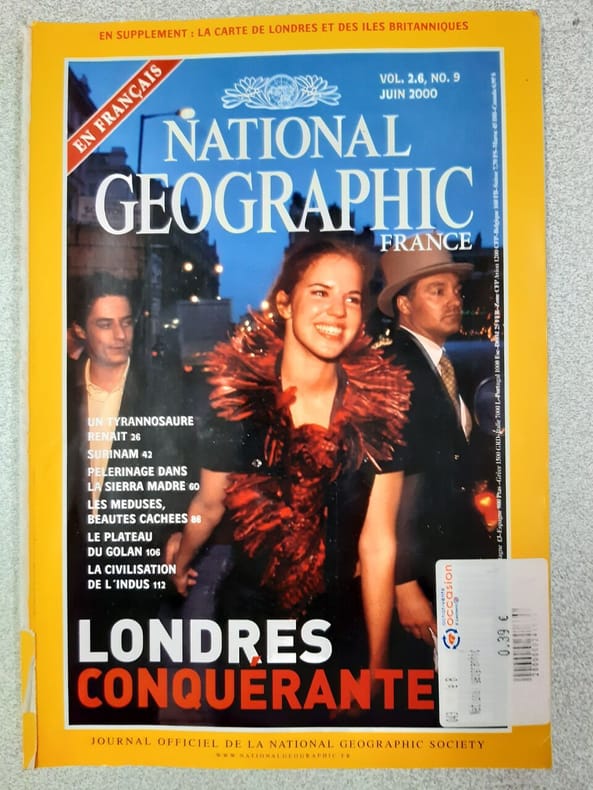 EN SUPPLEMENT : LA CARTE DE LONDRES ET DES ILES BRITANNIQUES
EN FRANÇAIS
VOL. 2.6, NO. 9
JUIN 2000
NATIONAL
GEOGRAPHIC
FRANCE
UN TYRANNOSAURE
RENAIT 26
SURINAM 42
PELERINAGE DANS
LA SIERRA MADRE 60
LES MEDUSES,
BEAUTES CACHEES 86
LE PLATEAU
DU GOLAN 106
LA CIVILISATION
DE L'INDUS 112
LONDRES
CONQUÉRANTE
occasion
0.39 €
JOURNAL OFFICIEL DE LA NATIONAL GEOGRAPHIC SOCIETY
WWW.NATIONALGEOGRAPHIC.FR